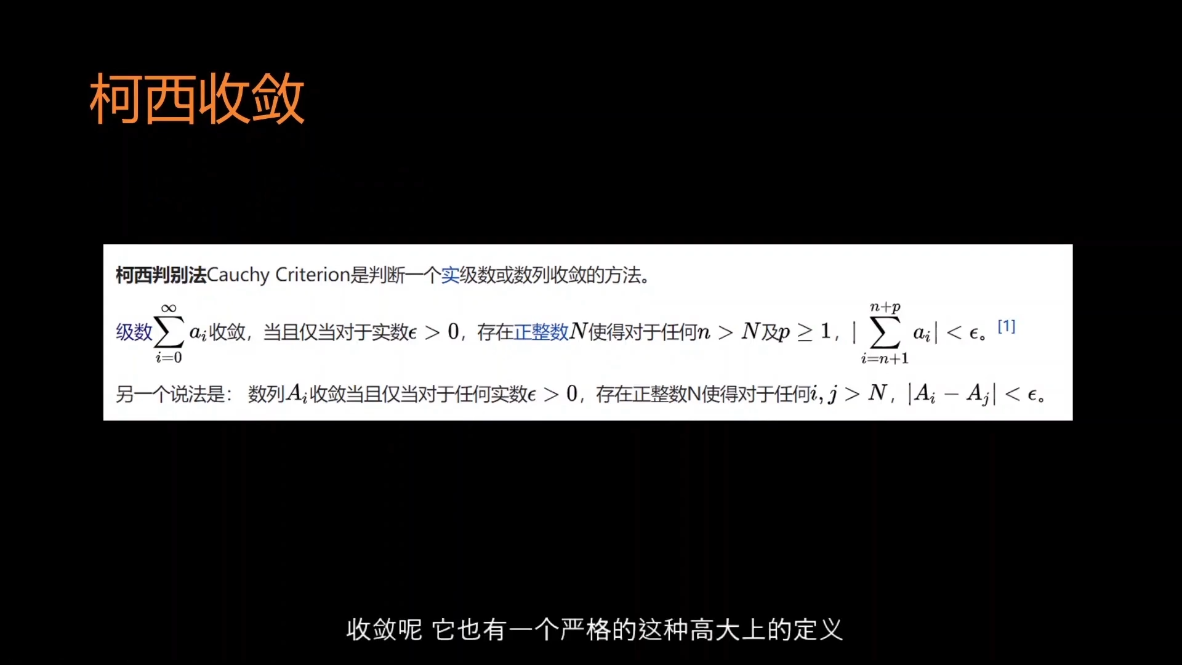 柯西收敛
柯西判别法Cauchy Criterion是判断一个实级数或数列收敛的方法。
级数$\sum_{i=0}^{\infty} a_i$收敛，当且仅当对于实数$\epsilon > 0$，存在正整数$N$使得对于任何$n > N$及$p \geq 1$，$|\sum_{i=n+1}^{n+p} a_i| < \epsilon$。[1]
另一个说法是： 数列$A_i$收敛当且仅当对于任何实数$\epsilon > 0$，存在正整数N使得对于任何$i, j > N$，$|A_i - A_j| < \epsilon$。
收敛呢 它也有一个严格的这种高大上的定义